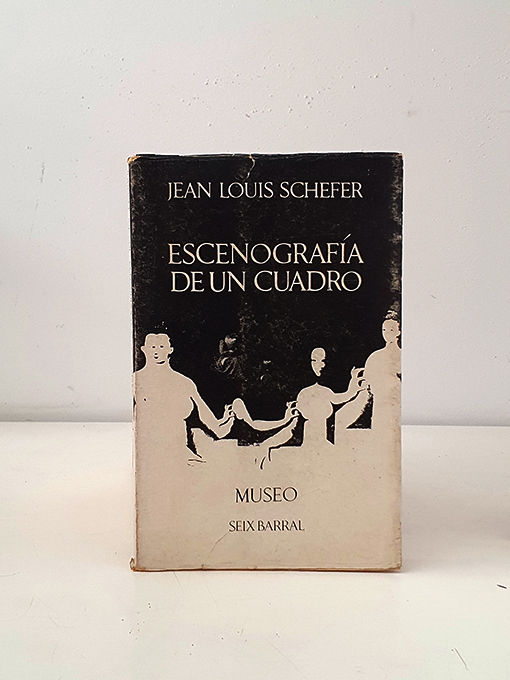 JEAN LOUIS SCHEFER
ESCENOGRAFÍA
DE UN CUADRO
MUSEO
SEIX BARRAL